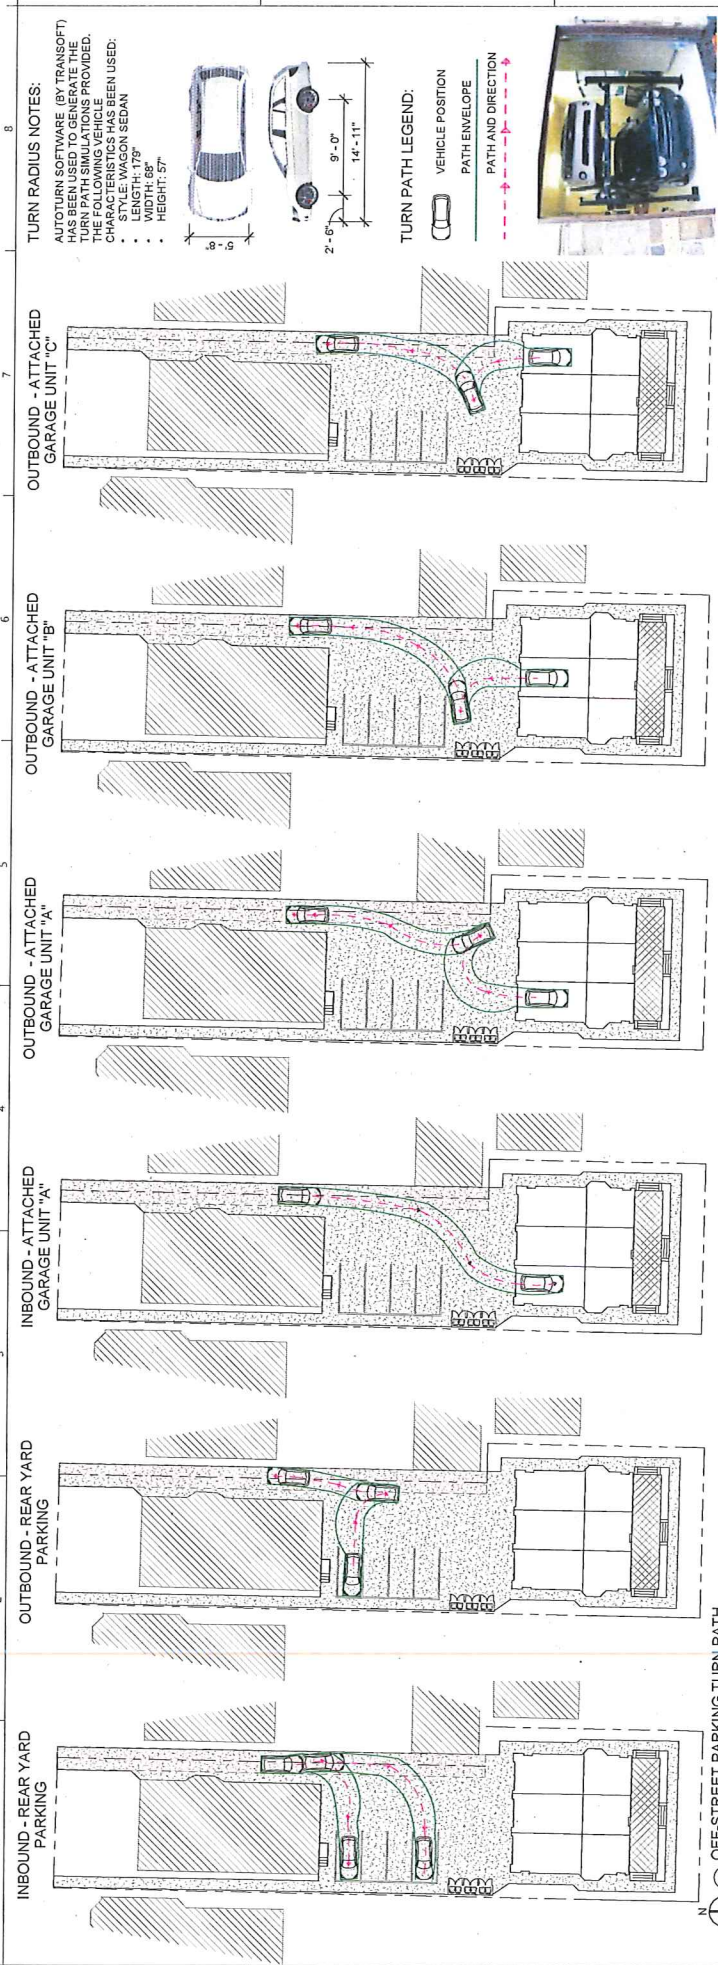 8
7
6
5
4
3
TURN RADIUS NOTES:
AUTOTURN SOFTWARE (BY TRANSOFT)
HAS BEEN USED TO GENERATE THE
TURN PATH SIMULATIONS PROVIDED.
THE FOLLOWING VEHICLE
CHARACTERISTICS HAS BEEN USED:
• STYLE: WAGON SEDAN
• LENGTH: 179"
• WIDTH: 68"
• HEIGHT: 57"
5' - 8"
2' - 6"
9' - 0"
14' - 11"
TURN PATH LEGEND:
VEHICLE POSITION
PATH ENVELOPE
PATH AND DIRECTION
INBOUND - REAR YARD
PARKING
OUTBOUND - REAR YARD
PARKING
INBOUND - ATTACHED
GARAGE UNIT "A"
OUTBOUND - ATTACHED
GARAGE UNIT "A"
OUTBOUND - ATTACHED
GARAGE UNIT "B"
OUTBOUND - ATTACHED
GARAGE UNIT "C"
N
OFF-STREET PARKING TURN PATH